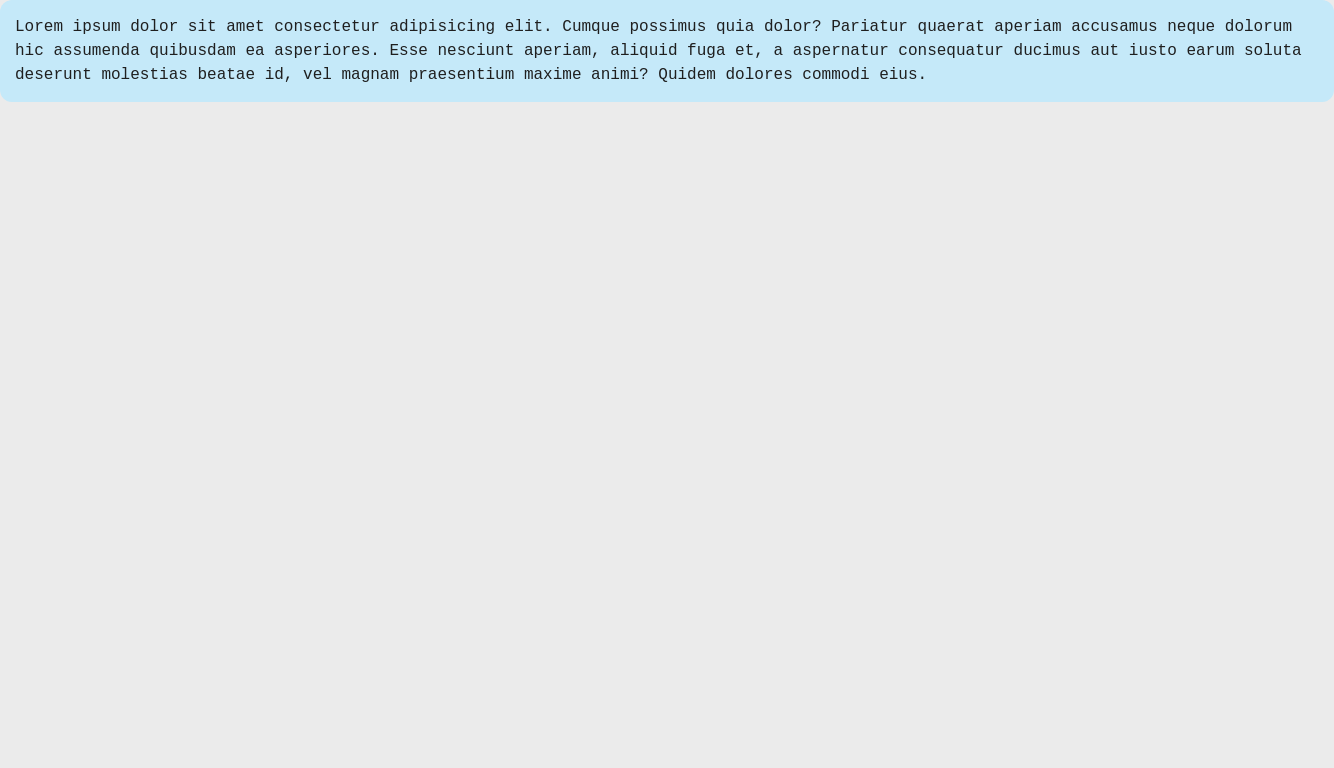 Lorem ipsum dolor sit amet consectetur adipisicing elit. Cumque possimus quia dolor? Pariatur quaerat aperiam accusamus neque dolorum
hic assumenda quibusdam ea asperiores. Esse nesciunt aperiam, aliquid fuga et, a aspernatur consequatur ducimus aut iusto earum soluta
deserunt molestias beatae id, vel magnam praesentium maxime animi? Quidem dolores commodi eius.